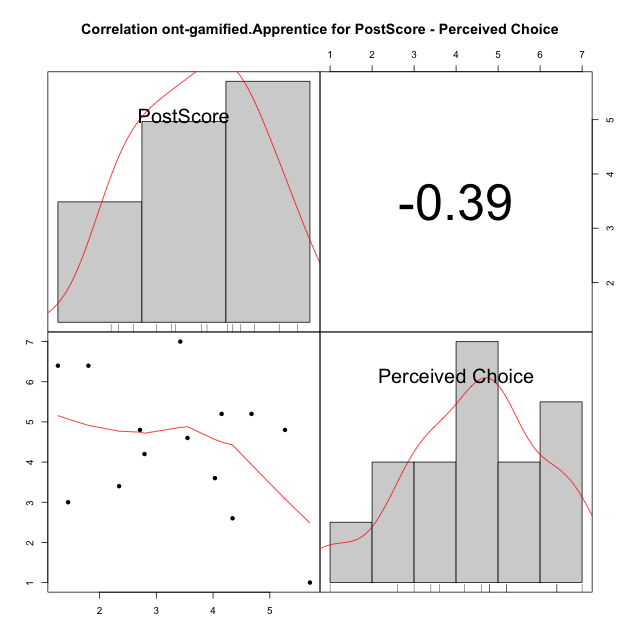 Correlation ont-gamified.Apprentice for PostScore - Perceived Choice
1 2 3 4 5 6 7
PostScore
-0.39
5
4
3
2
7
6
5
4
3
2
1
Perceived Choice
2 3 4 5